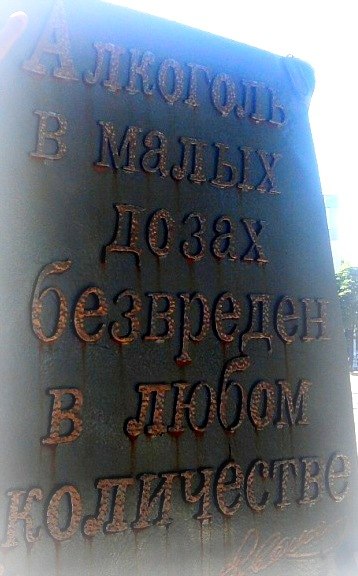 Алкоголь
в малых
дозах
безвреден
в любом
количестве